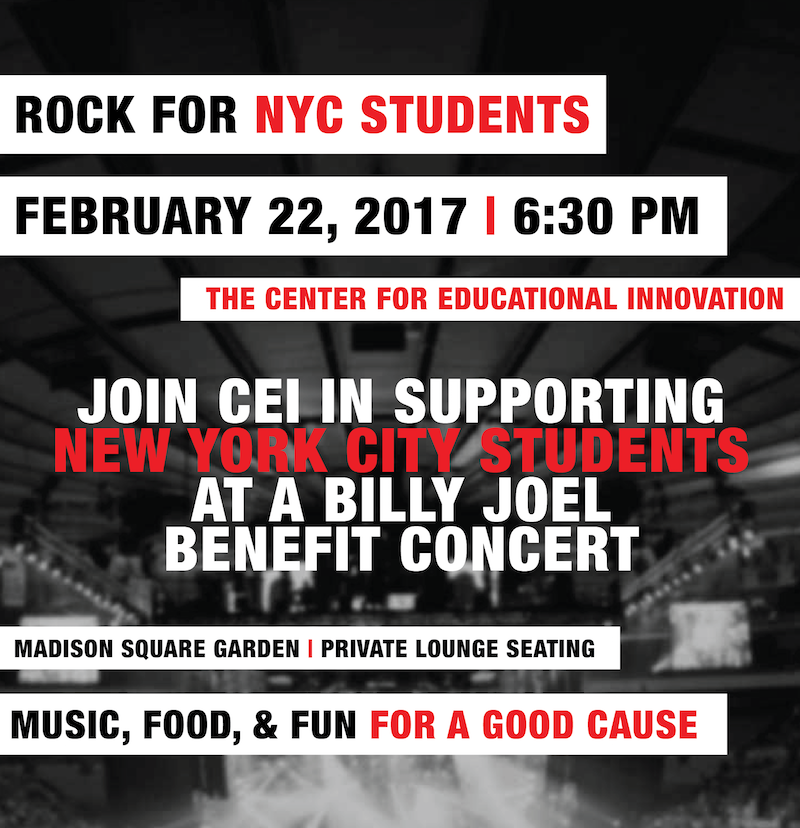 ROCK FOR NYC STUDENTS
FEBRUARY 22, 2017 | 6:30 PM
THE CENTER FOR EDUCATIONAL INNOVATION
JOIN CEI IN SUPPORTING
NEW YORK CITY STUDENTS
AT A BILLY JOEL
BENEFIT CONCERT
MADISON SQUARE GARDEN | PRIVATE LOUNGE SEATING
MUSIC, FOOD, & FUN FOR A GOOD CAUSE